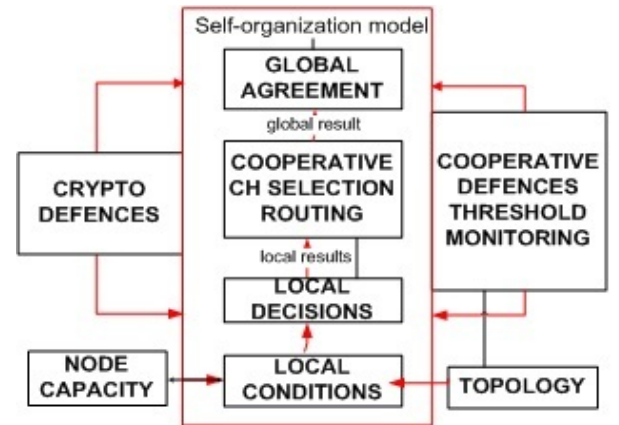 Self-organization model
GLOBAL
AGREEMENT
global result
COOPERATIVE
CH SELECTION
ROUTING
local results
LOCAL
DECISIONS
LOCAL
CONDITIONS
CRYPTO
DEFENCES
COOPERATIVE
DEFENCES
THRESHOLD
MONITORING
NODE
CAPACITY
TOPOLOGY